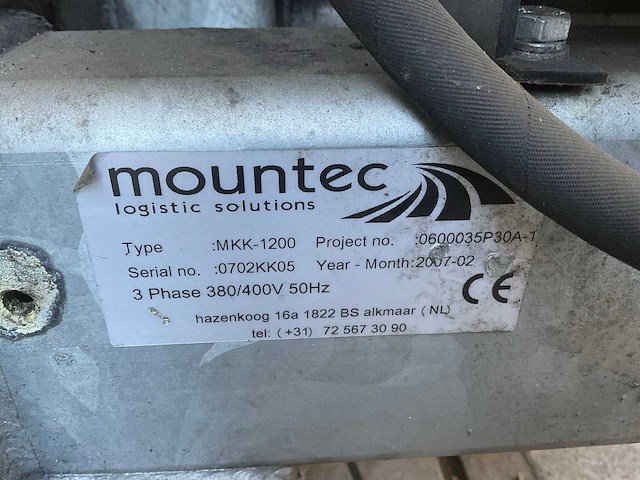 mountec
logistic solutions
Type :MKK-1200 Project no. :0600035P30A-1
Serial no. :0702KK05 Year - Month:2007-02
3 Phase 380/400V 50Hz
CE
hazenkoog 16a 1822 BS alkmaar ( NL)
tel: ( +31) 72 567 30 90